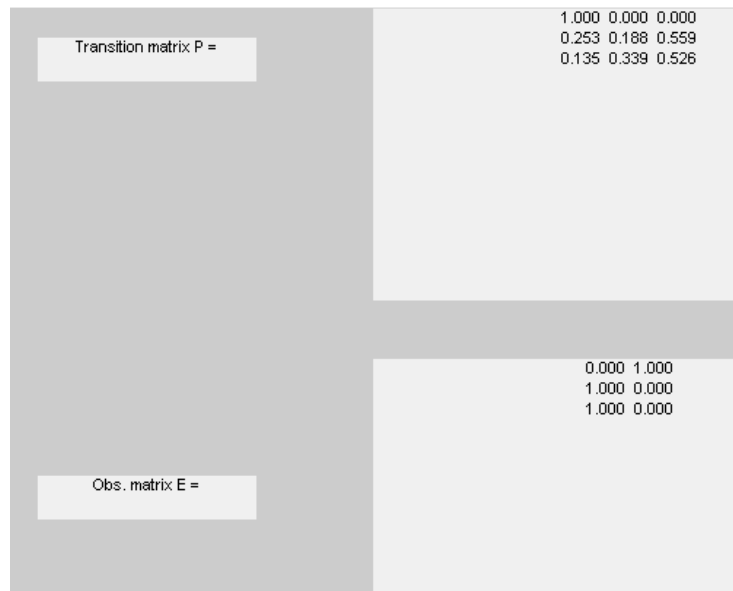 Transition matrix P =
1.000 0.000 0.000
0.253 0.188 0.559
0.135 0.339 0.526
Obs. matrix E =
0.000 1.000
1.000 0.000
1.000 0.000